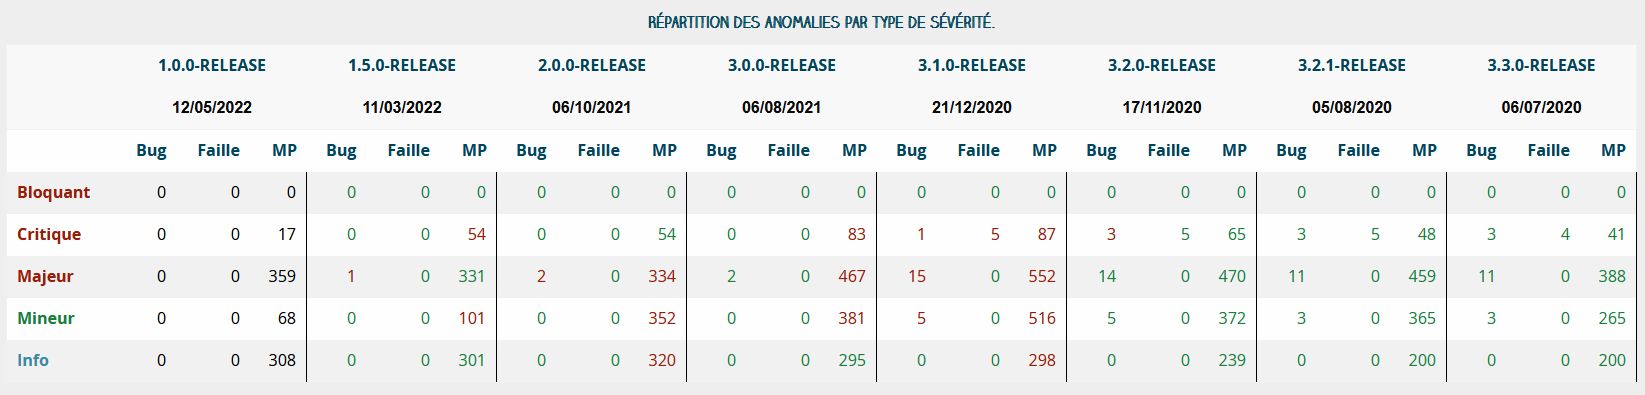 RÉPARTITION DES ANOMALIES PAR TYPE DE SÉVÉRITÉ.
1.0.0-RELEASE 1.5.0-RELEASE 2.0.0-RELEASE 3.0.0-RELEASE 3.1.0-RELEASE 3.2.0-RELEASE 3.2.1-RELEASE 3.3.0-RELEASE
12/05/2022 11/03/2022 06/10/2021 06/08/2021 21/12/2020 17/11/2020 05/08/2020 06/07/2020
Bug Faille MP Bug Faille MP Bug Faille MP Bug Faille MP Bug Faille MP Bug Faille MP Bug Faille MP Bug Faille MP
Bloquant 0 0 0 0 0 0 0 0 0 0 0 0 0 0 0 0 0 0 0 0 0 0 0 0
Critique 0 0 17 0 0 54 0 0 54 0 0 83 1 5 87 3 5 65 3 5 48 3 4 41
Majeur 0 0 359 1 0 331 2 0 334 2 0 467 15 0 552 14 0 470 11 0 459 11 0 388
Mineur 0 0 68 0 0 101 0 0 352 0 0 381 5 0 516 5 0 372 3 0 365 3 0 265
Info 0 0 308 0 0 301 0 0 320 0 0 295 0 0 298 0 0 239 0 0 200 0 0 200